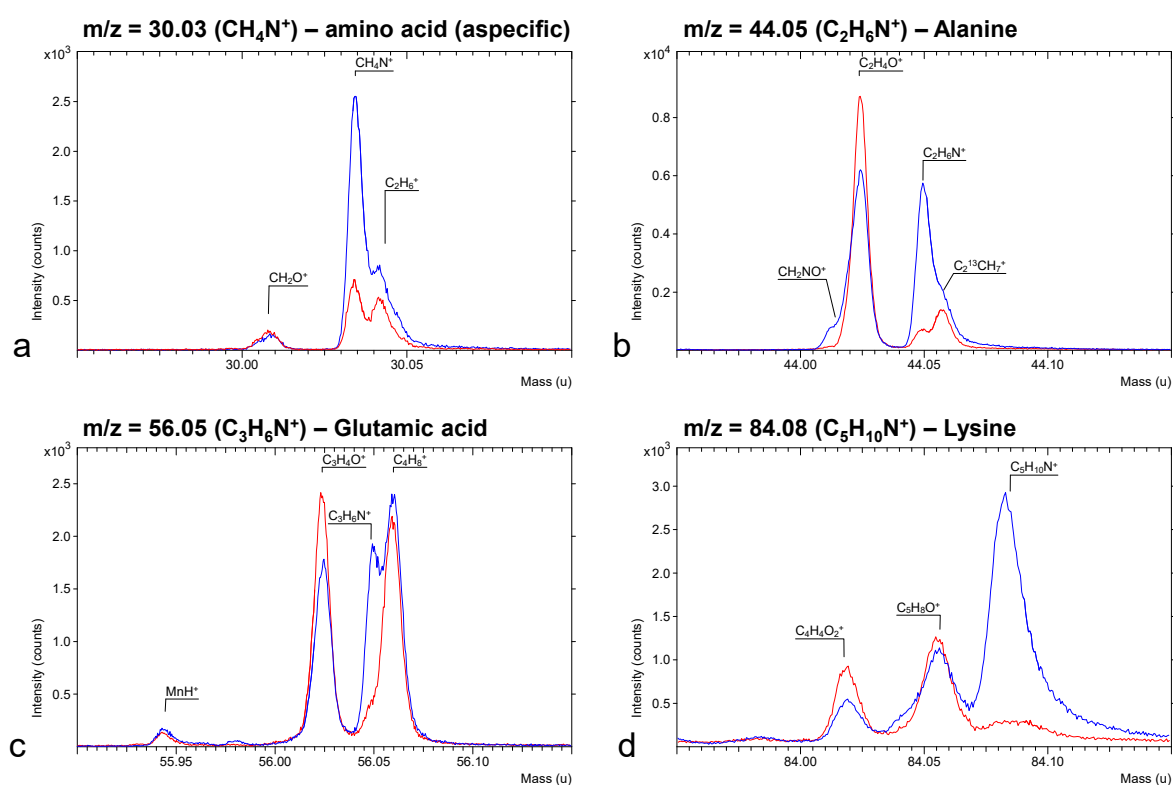 m/z = 30.03 (CH₄N⁺) – amino acid (aspecific)
x10³
CH₄N⁺
2.5
2.0
C₂H₆⁺
1.5
1.0
CH₂O⁺
0.5
Intensity (counts)
30.00
30.05
Mass (u)
a
m/z = 44.05 (C₂H₆N⁺) – Alanine
x10⁴
C₂H₄O⁺
0.8
C₂H₆N⁺
0.6
0.4
CH₂NO⁺
C₂¹³CH₇⁺
0.2
Intensity (counts)
44.00
44.05
44.10
Mass (u)
b
m/z = 56.05 (C₃H₆N⁺) – Glutamic acid
x10³
C₃H₄O⁺
C₄H₈⁺
2.5
C₃H₆N⁺
2.0
1.5
1.0
MnH⁺
0.5
Intensity (counts)
55.95
56.00
56.05
56.10
Mass (u)
c
m/z = 84.08 (C₅H₁₀N⁺) – Lysine
x10³
C₅H₁₀N⁺
3.0
2.5
2.0
C₅H₈O⁺
1.5
C₄H₄O₂⁺
1.0
0.5
Intensity (counts)
84.00
84.05
84.10
Mass (u)
d